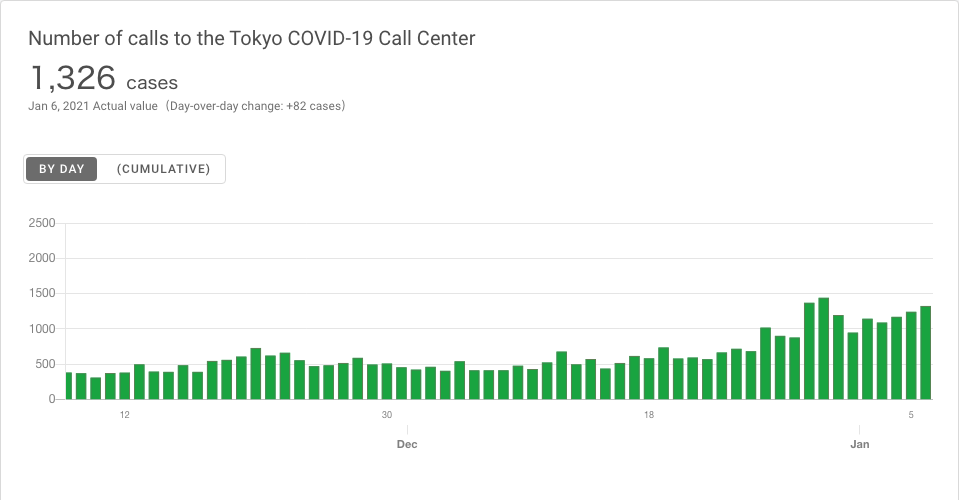 Number of calls to the Tokyo COVID-19 Call Center
1,326 cases
Jan 6, 2021 Actual value（Day-over-day change: +82 cases）
BY DAY (CUMULATIVE)
2500
2000
1500
1000
500
0
12 30 18 5
Dec Jan